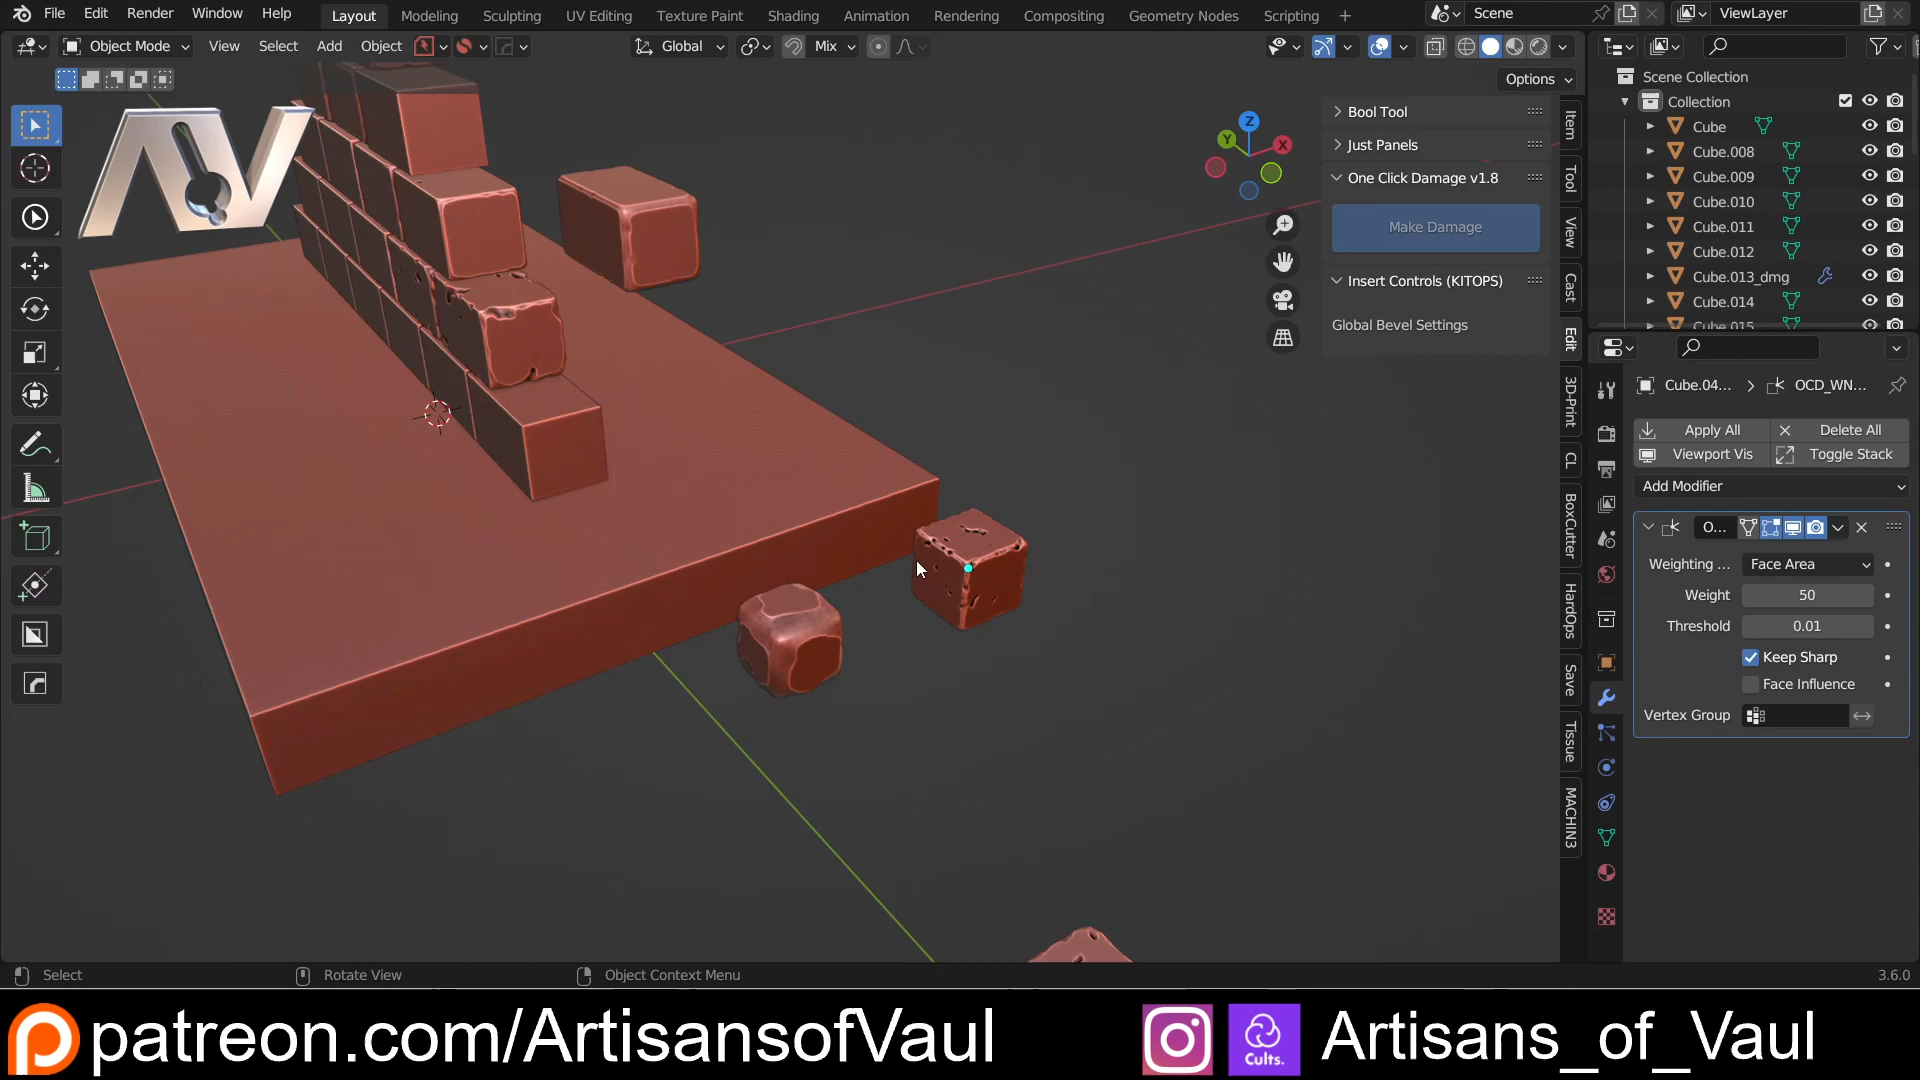 File Edit Render Window Help Layout Modeling Sculpting UV Editing Texture Paint Shading Animation Rendering Compositing Geometry Nodes Scripting + Scene ViewLayer
Object Mode View Select Add Object Global Mix
Options
Scene Collection
Collection
Cube
Cube.008
Cube.009
Cube.010
Cube.011
Cube.012
Cube.013_dmg
Cube.014
Cube.015
Z
Y
X
Bool Tool
Just Panels
One Click Damage v1.8
Make Damage
Insert Controls (KITOPS)
Global Bevel Settings
Item
Tool
View
Cast
Edit
3D-Print
CL
BoxCutter
HardOps
Save
Tissue
MACHIN3
Cube.04... > OCD_WN...
Apply All Delete All
Viewport Vis Toggle Stack
Add Modifier
O...
Weighting ... Face Area
Weight 50
Threshold 0.01
Keep Sharp
Face Influence
Vertex Group
Select Rotate View Object Context Menu 3.6.0
patreon.com/ArtisansofVaul
Cults.
Artisans_of_Vaul